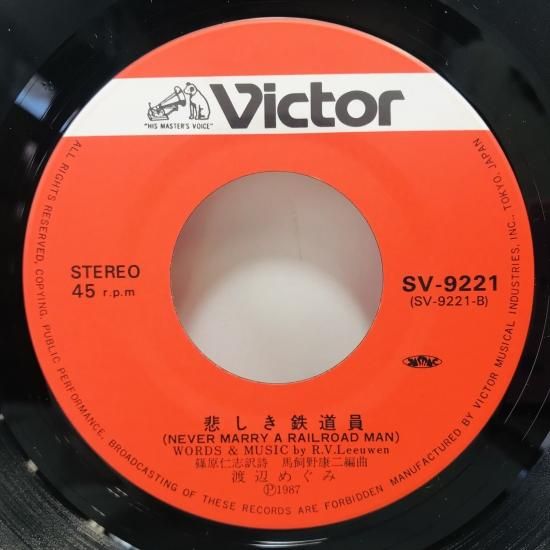 "HIS MASTER'S VOICE"
Victor
STEREO
45 r.p.m
SV-9221
(SV-9221-B)
JASRAC
悲しき鉄道員
(NEVER MARRY A RAILROAD MAN)
WORDS & MUSIC by R.V.Leeuwen
篠原仁志訳詩 馬飼野康二編曲
渡辺めぐみ
Ⓟ1987
ALL RIGHTS RESERVED, COPYING, PUBLIC PERFORMANCE, BROADCASTING OF THESE RECORDS ARE FORBIDDEN MANUFACTURED BY VICTOR MUSICAL INDUSTRIES, INC., TOKYO, JAPAN